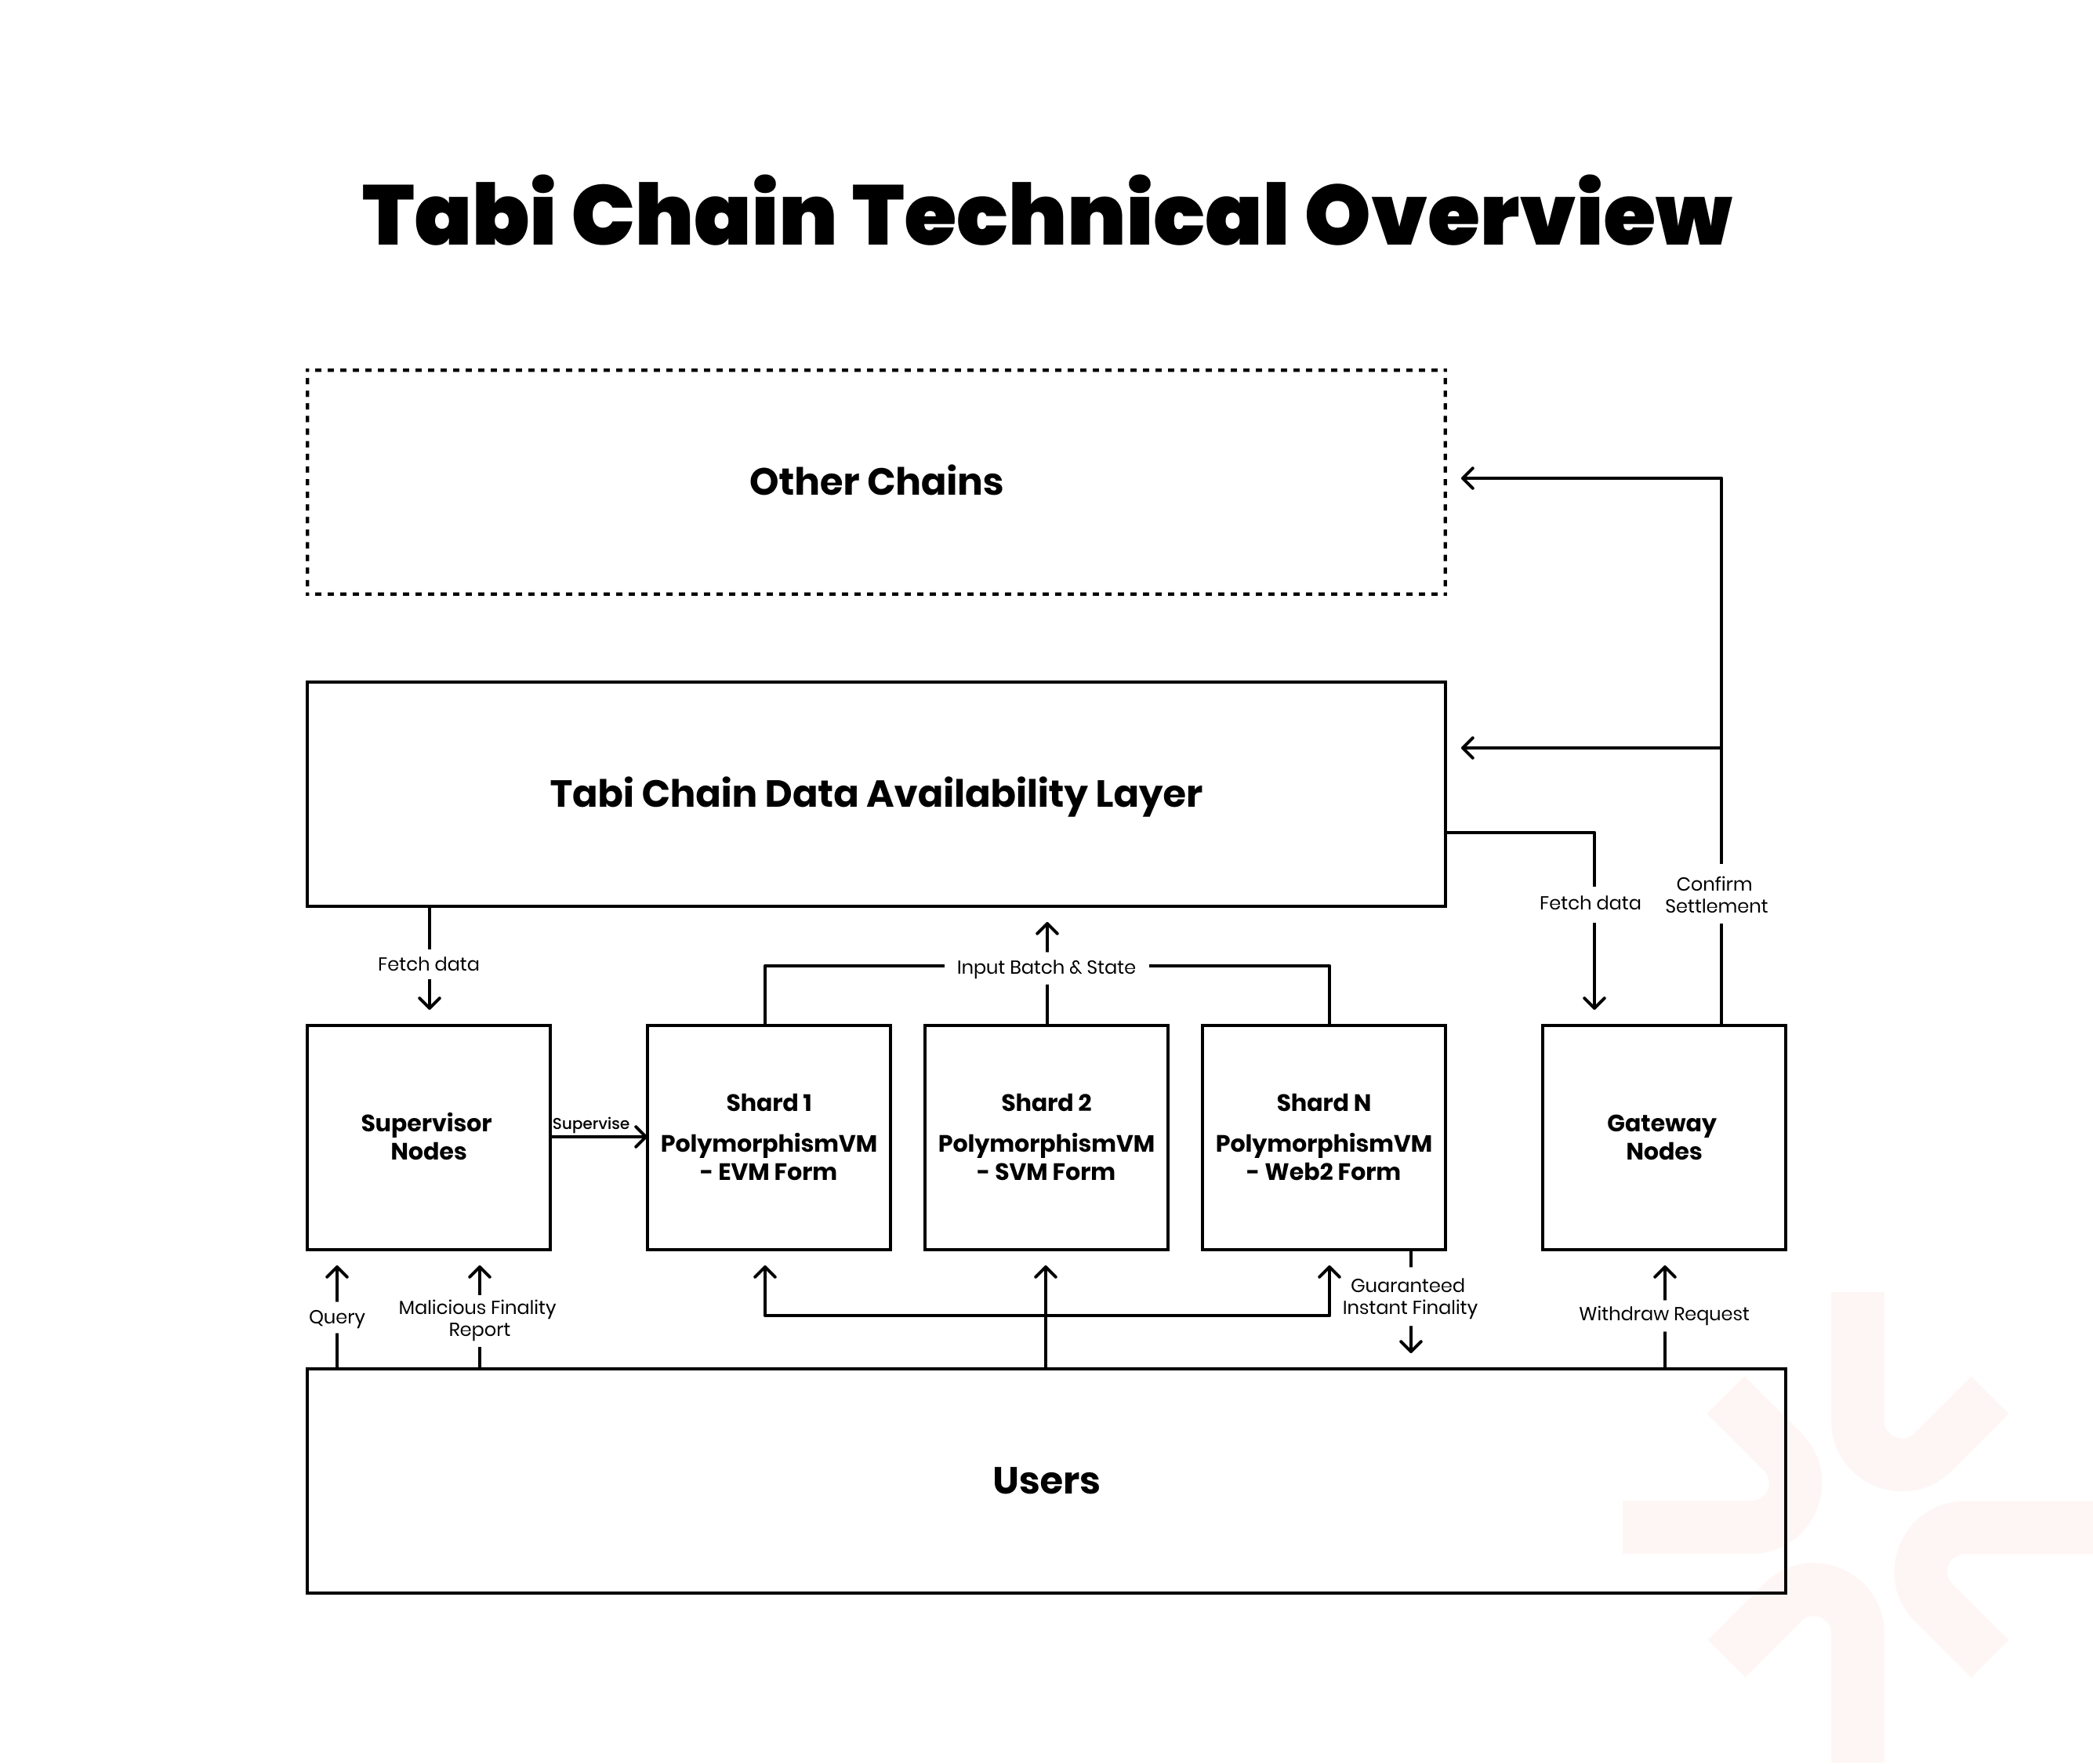 Tabi Chain Technical Overview
Other Chains
Tabi Chain Data Availability Layer
Fetch data
Confirm
Settlement
Fetch data
Input Batch & State
Supervisor
Nodes
Supervise
Shard 1
PolymorphismVM
- EVM Form
Shard 2
PolymorphismVM
- SVM Form
Shard N
PolymorphismVM
- Web2 Form
Gateway
Nodes
Query
Malicious Finality
Report
Guaranteed
Instant Finality
Withdraw Request
Users